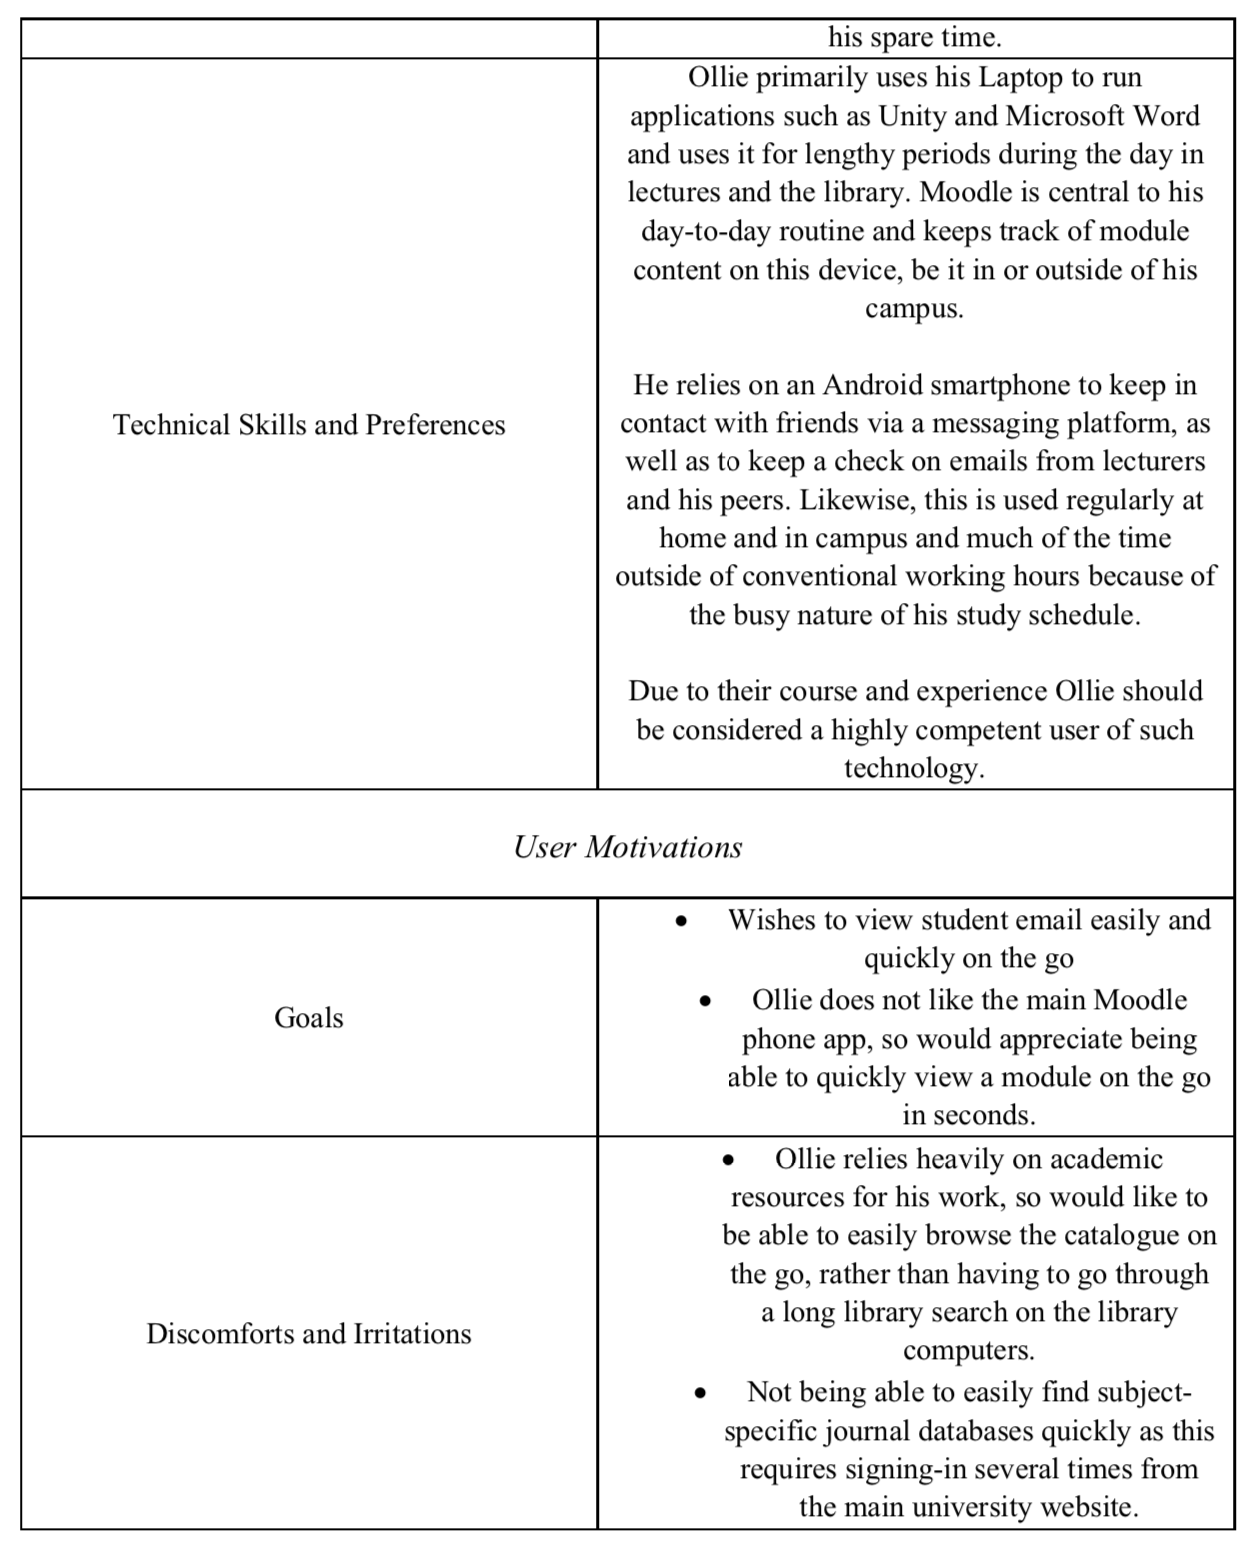 his spare time.
Technical Skills and Preferences
Ollie primarily uses his Laptop to run
applications such as Unity and Microsoft Word
and uses it for lengthy periods during the day in
lectures and the library. Moodle is central to his
day-to-day routine and keeps track of module
content on this device, be it in or outside of his
campus.
He relies on an Android smartphone to keep in
contact with friends via a messaging platform, as
well as to keep a check on emails from lecturers
and his peers. Likewise, this is used regularly at
home and in campus and much of the time
outside of conventional working hours because of
the busy nature of his study schedule.
Due to their course and experience Ollie should
be considered a highly competent user of such
technology.
User Motivations
Goals
• Wishes to view student email easily and
quickly on the go
• Ollie does not like the main Moodle
phone app, so would appreciate being
able to quickly view a module on the go
in seconds.
Discomforts and Irritations
• Ollie relies heavily on academic
resources for his work, so would like to
be able to easily browse the catalogue on
the go, rather than having to go through
a long library search on the library
computers.
• Not being able to easily find subject-
specific journal databases quickly as this
requires signing-in several times from
the main university website.